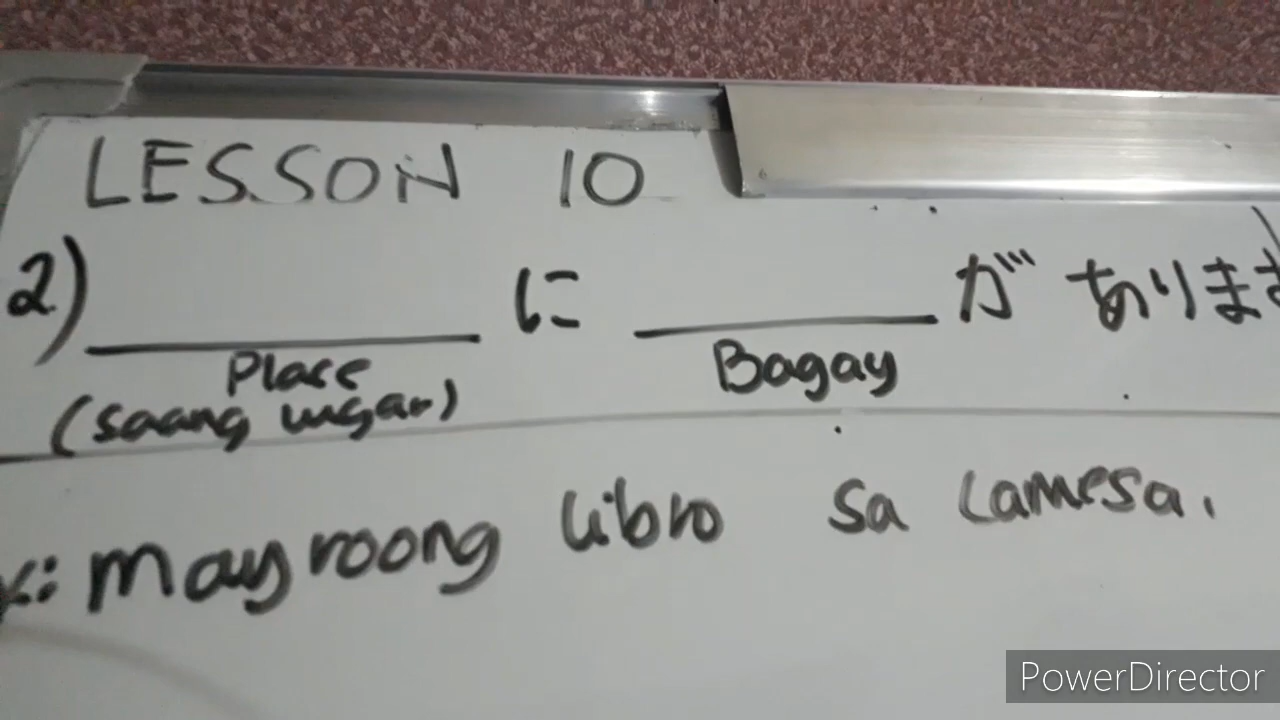 LESSON 10
2) ______ に ______ が ありま
Place Bagay
(saang lugar)
x: mayroong libro sa Lamesa.
PowerDirector